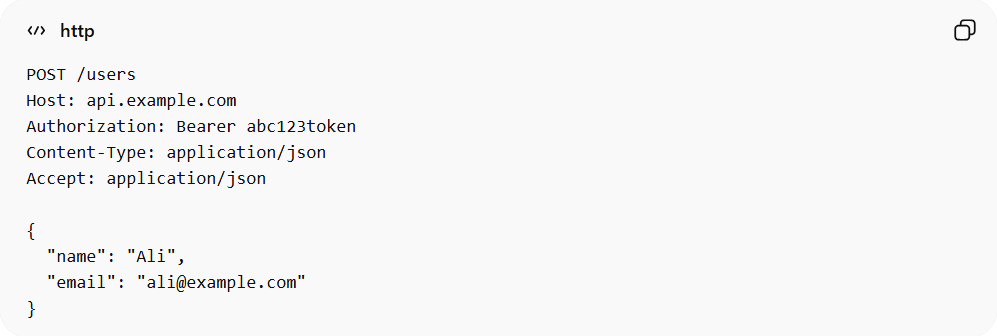 http
POST /users
Host: api.example.com
Authorization: Bearer abc123token
Content-Type: application/json
Accept: application/json
{
"name": "Ali",
"email": "ali@example.com"
}